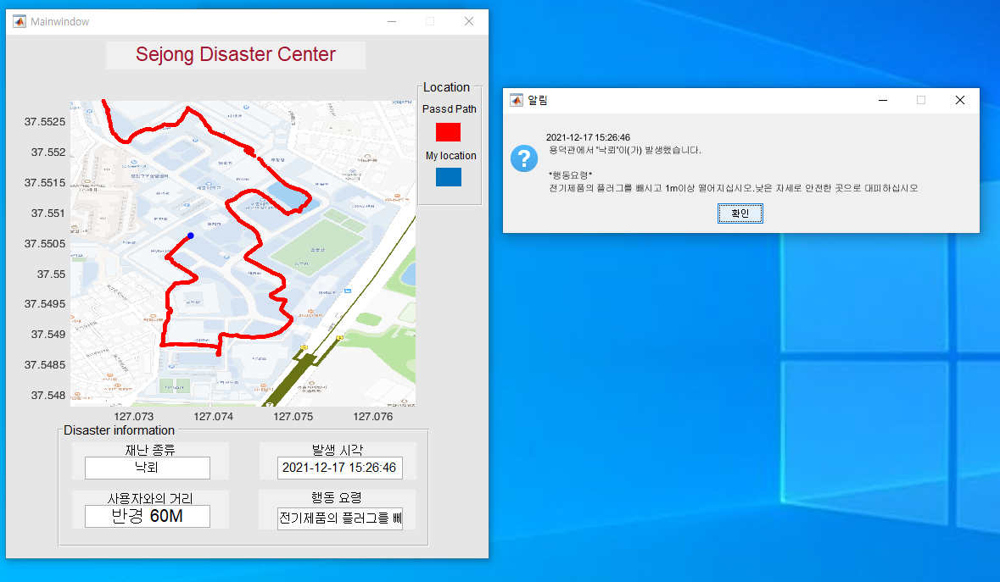 Mainwindow
Sejong Disaster Center
Location
Passd Path
My location
37.5525
37.552
37.5515
37.551
37.5505
37.55
37.5495
37.549
37.5485
37.548
127.073
127.074
127.075
127.076
Disaster information
재난 종류
낙뢰
발생 시각
2021-12-17 15:26:46
사용자와의 거리
반경 60M
행동 요령
전기제품의 플러그를 빼
알림
2021-12-17 15:26:46
용덕관에서 '낙뢰'이(가) 발생했습니다.
*행동요령*
전기제품의 플러그를 빼시고 1m이상 떨어지십시오.낮은 자세로 안전한 곳으로 대피하십시오
확인